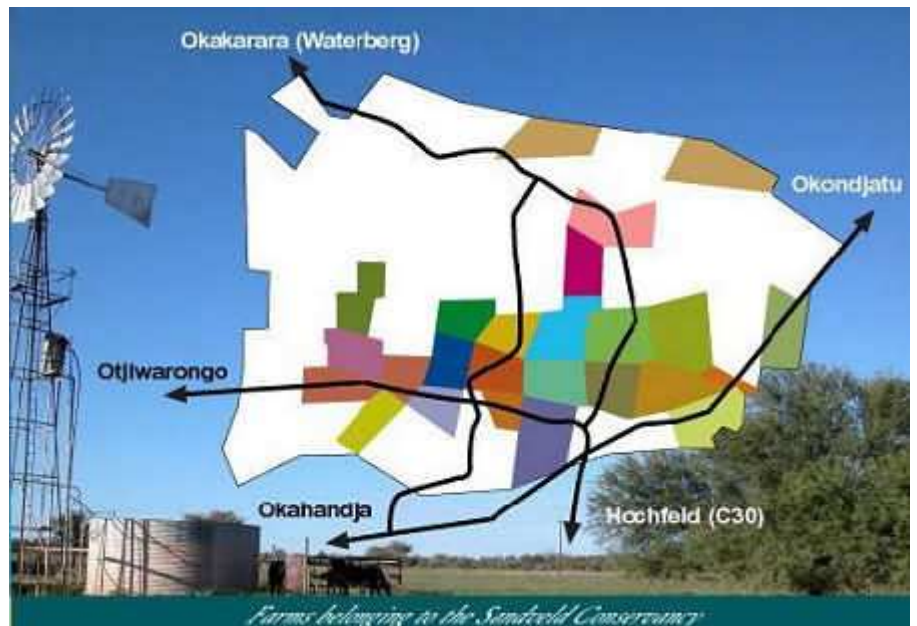 Okakarara (Waterberg)
Okondjatu
Otjiwarongo
Okahandja
Hochfeld (C30)
Farms belonging to the Sandveld Conservancy